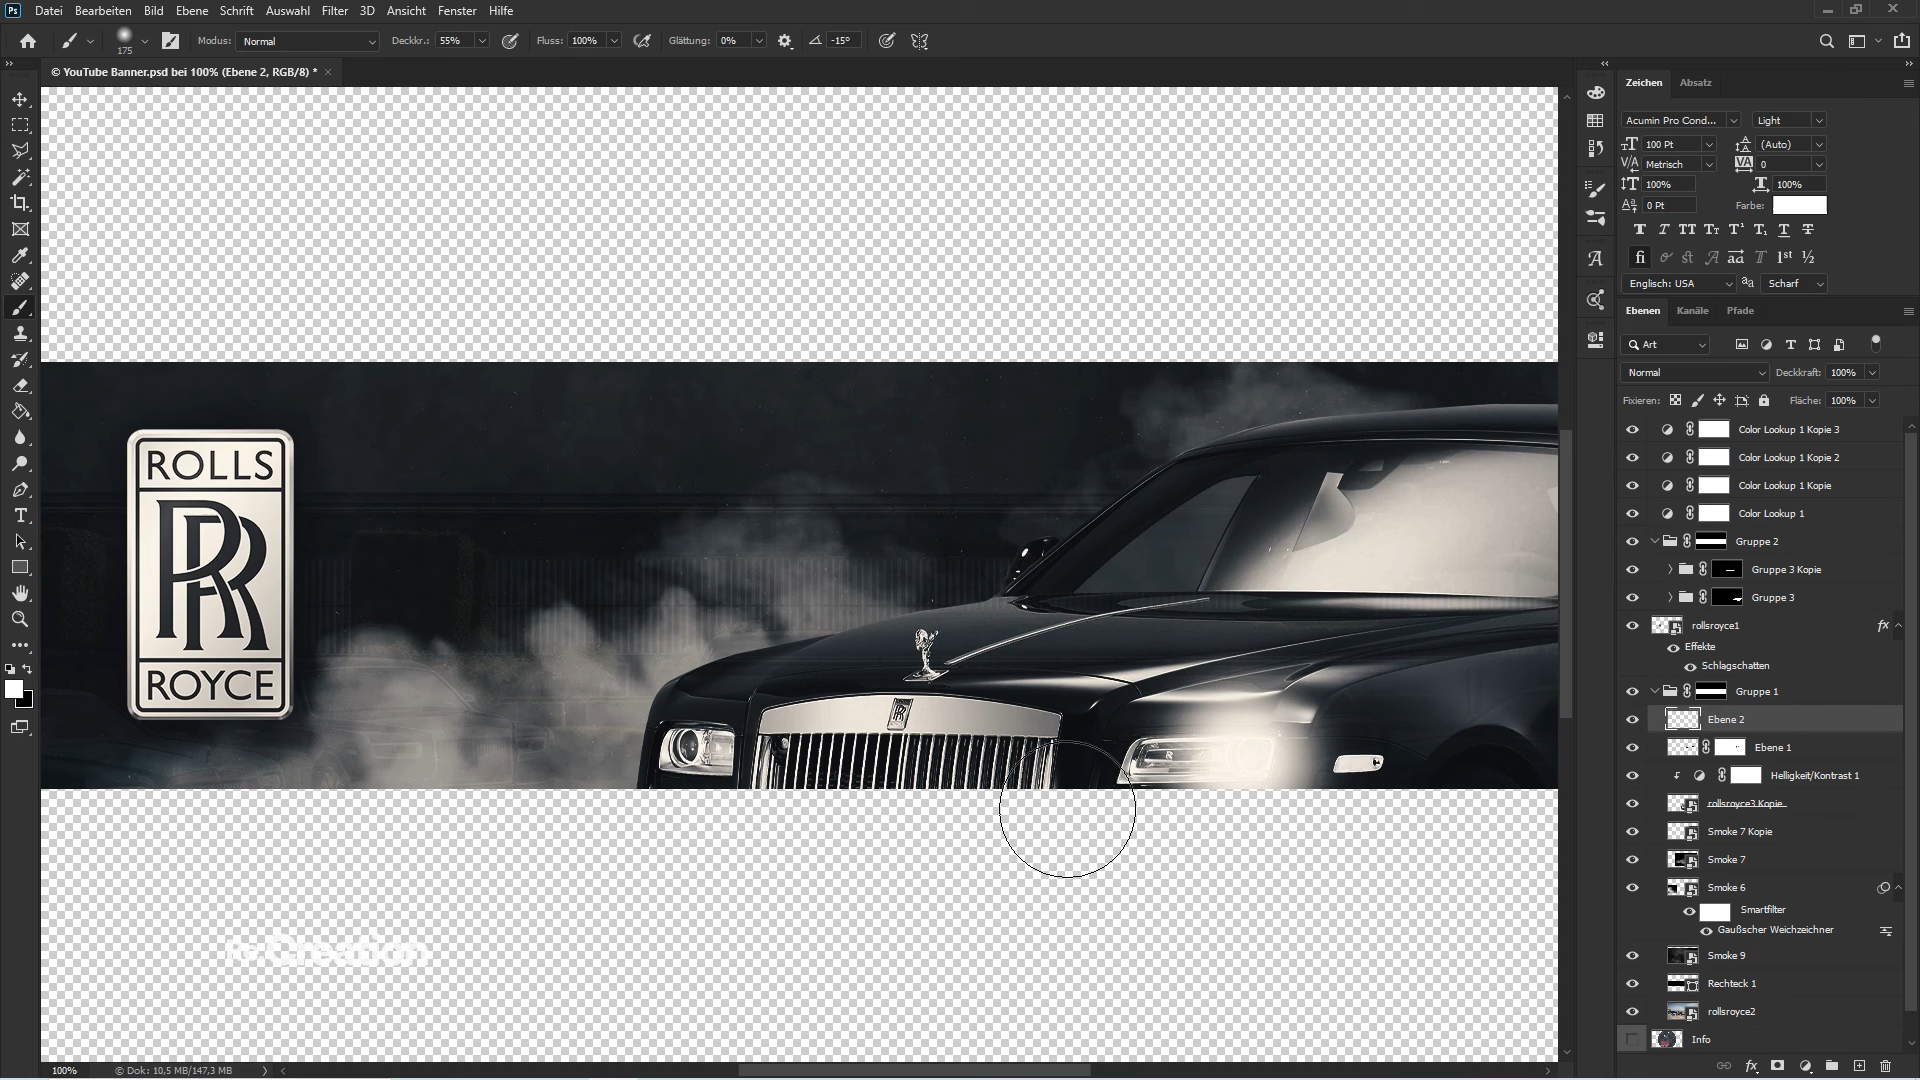 Ps
Datei Bearbeiten Bild Ebene Schrift Auswahl Filter 3D Ansicht Fenster Hilfe
175 Modus: Normal Deckkr.: 55% Fluss: 100% Glättung: 0% -15°
© YouTube Banner.psd bei 100% (Ebene 2, RGB/8) *
Zeichen Absatz
Acumin Pro Cond... Light
100 Pt (Auto)
Metrisch 0
100% 100%
0 Pt Farbe:
Englisch: USA Scharf
Ebenen Kanäle Pfade
Art
Normal Deckkraft: 100%
Fixieren: Fläche: 100%
Color Lookup 1 Kopie 3
Color Lookup 1 Kopie 2
Color Lookup 1 Kopie
Color Lookup 1
Gruppe 2
Gruppe 3 Kopie
Gruppe 3
rollsroyce1 fx
Effekte
Schlagschatten
Gruppe 1
Ebene 2
Ebene 1
Helligkeit/Kontrast 1
rollsroyce3 Kopie
Smoke 7 Kopie
Smoke 7
Smoke 6
Smartfilter
Gaußscher Weichzeichner
Smoke 9
Rechteck 1
rollsroyce2
Info
ROLLS
RR
ROYCE
100% © Dok: 10,5 MB/147,3 MB